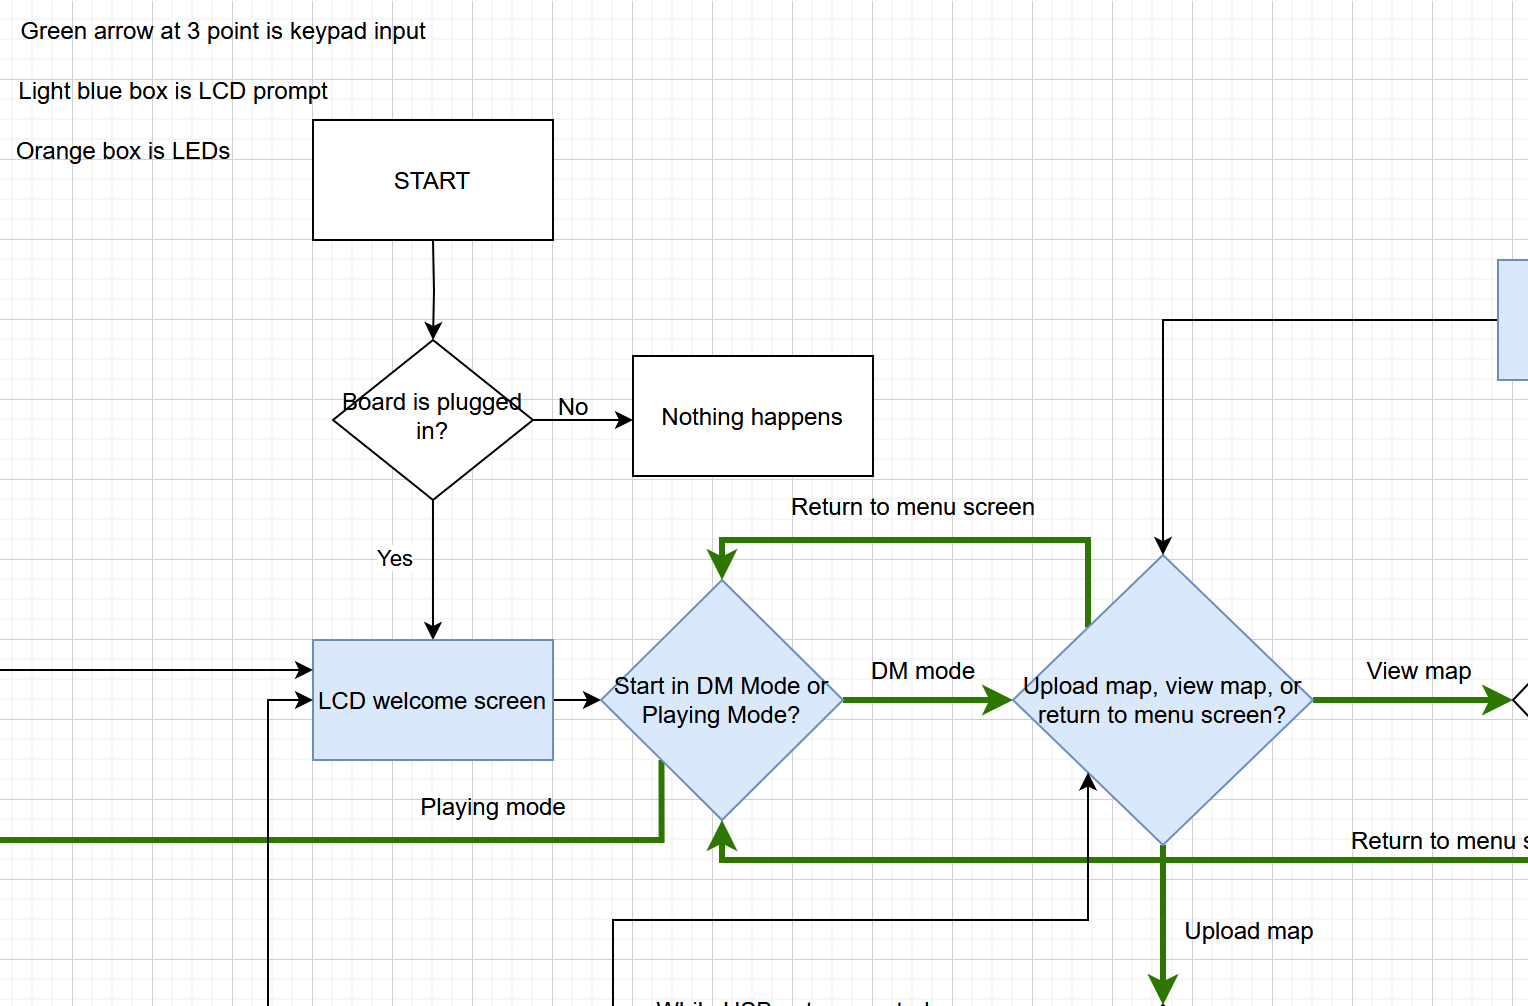 Green arrow at 3 point is keypad input
Light blue box is LCD prompt
Orange box is LEDs
START
Board is plugged
in?
No
Nothing happens
Yes
Return to menu screen
LCD welcome screen
Start in DM Mode or
Playing Mode?
DM mode
Upload map, view map, or
return to menu screen?
View map
Playing mode
Return to menu
Upload map